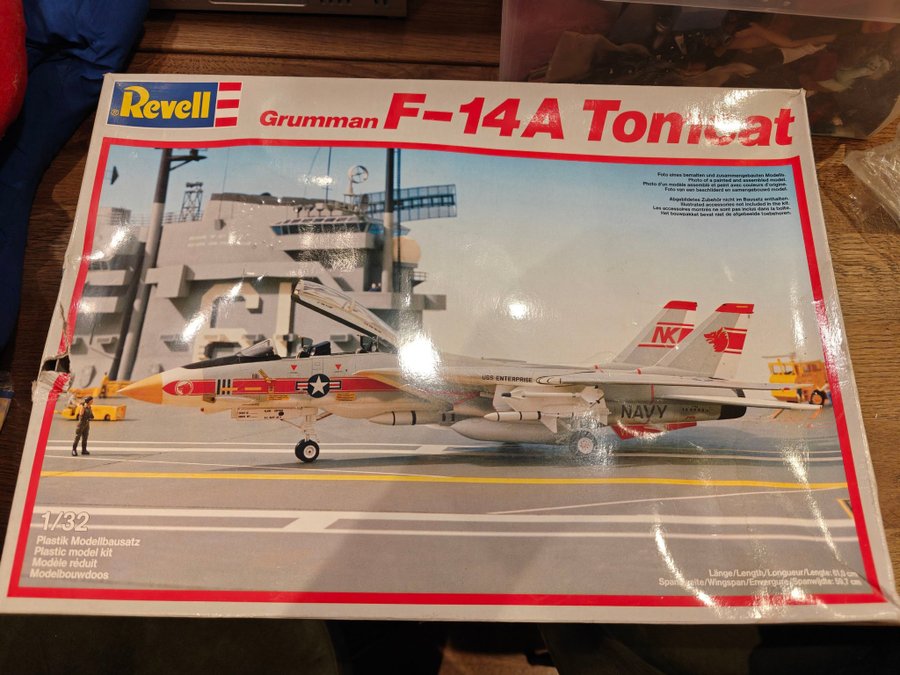 Revell
Grumman F-14A Tomcat
Foto eines bemalten und zusammengebauten Modells.
Photo of a painted and assembled model.
Photo d'un modèle assemblé et peint avec couleurs d'origine.
Foto van een beschilderd en samengebouwd model.
Abgebildetes Zubehör nicht im Bausatz enthalten.
Illustrated accessories not included in the kit.
Les accessoires montrés ne sont pas inclus dans la boîte.
Het bouwpakket bevat niet de afgebeelde toebehoren.
NK
USS ENTERPRISE
NAVY
1/32
Plastik Modellbausatz
Plastic model kit
Modèle réduit
Modelbouwdoos
Länge/Length/Longueur/Lengte: 61,9 cm
Spannweite/Wingspan/Envergure/Spanwijdte: 59,7 cm